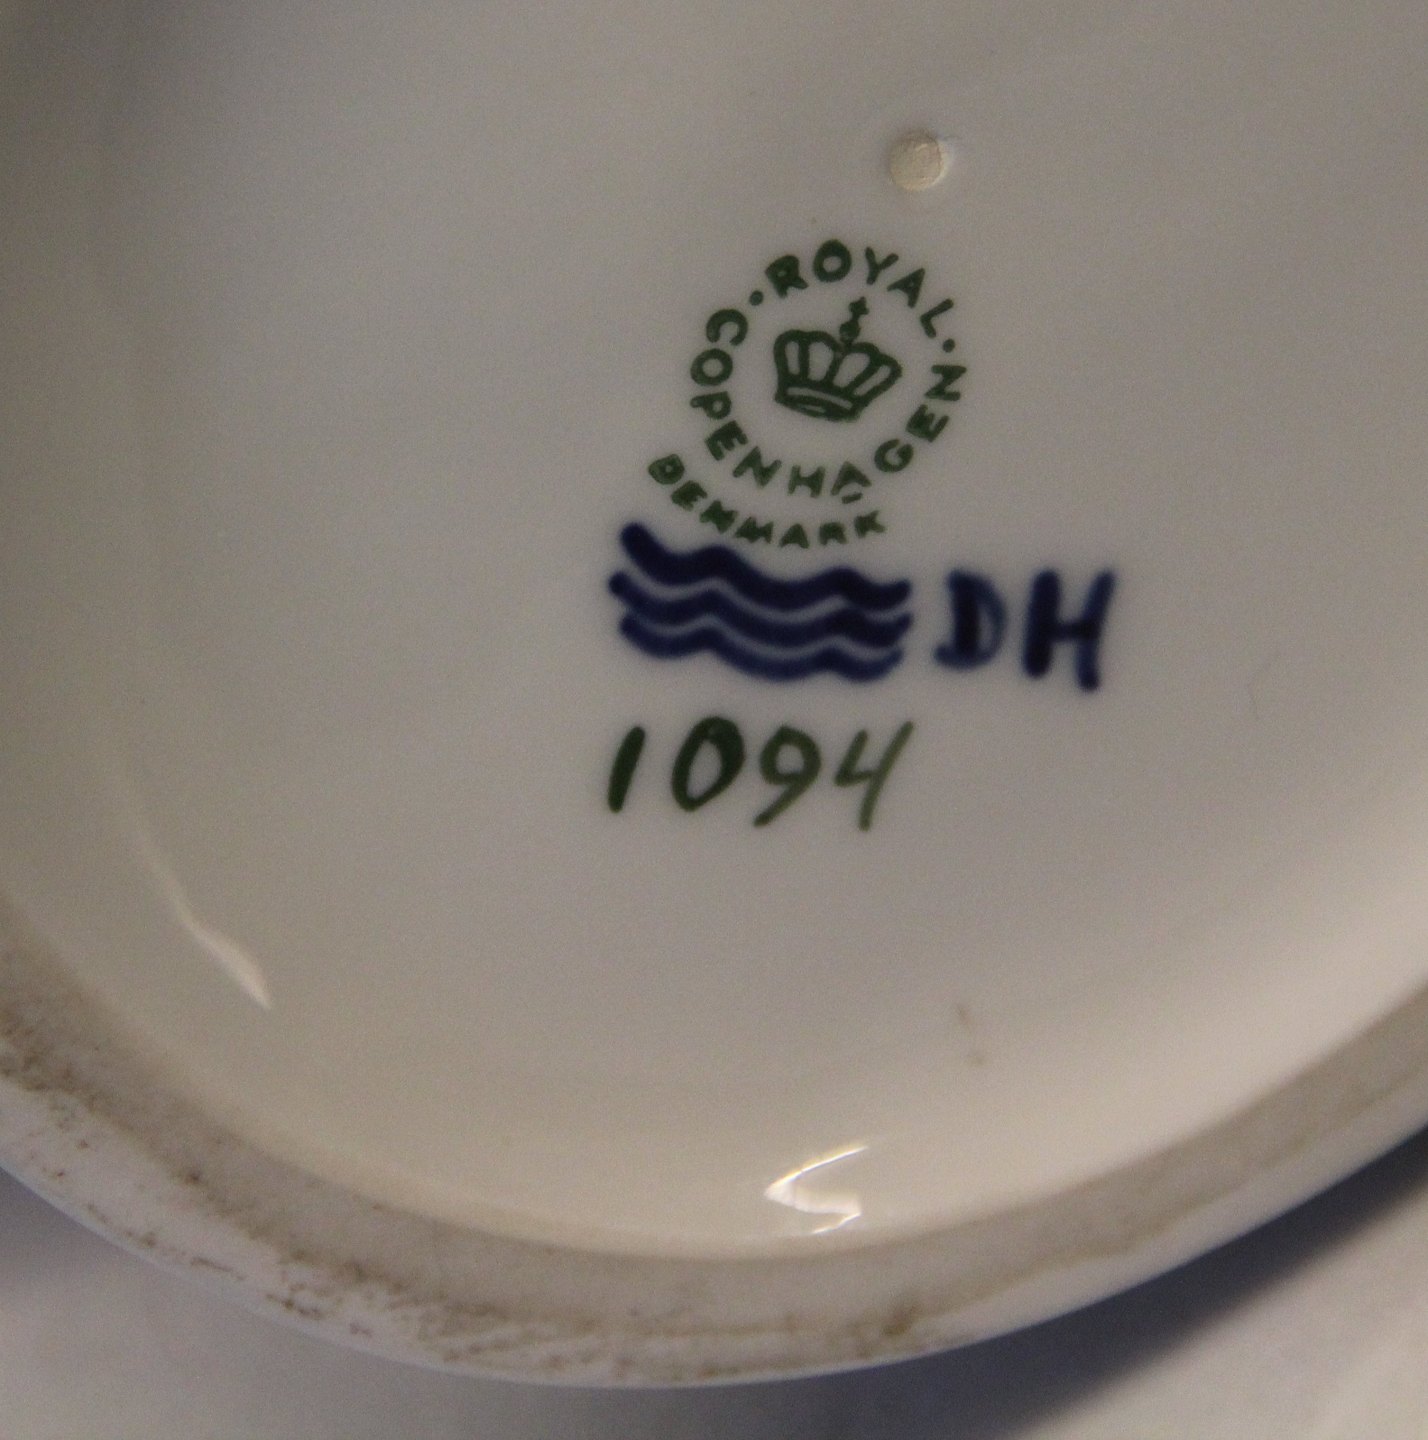 ROYAL
COPENHAGEN
DENMARK
DH
1094